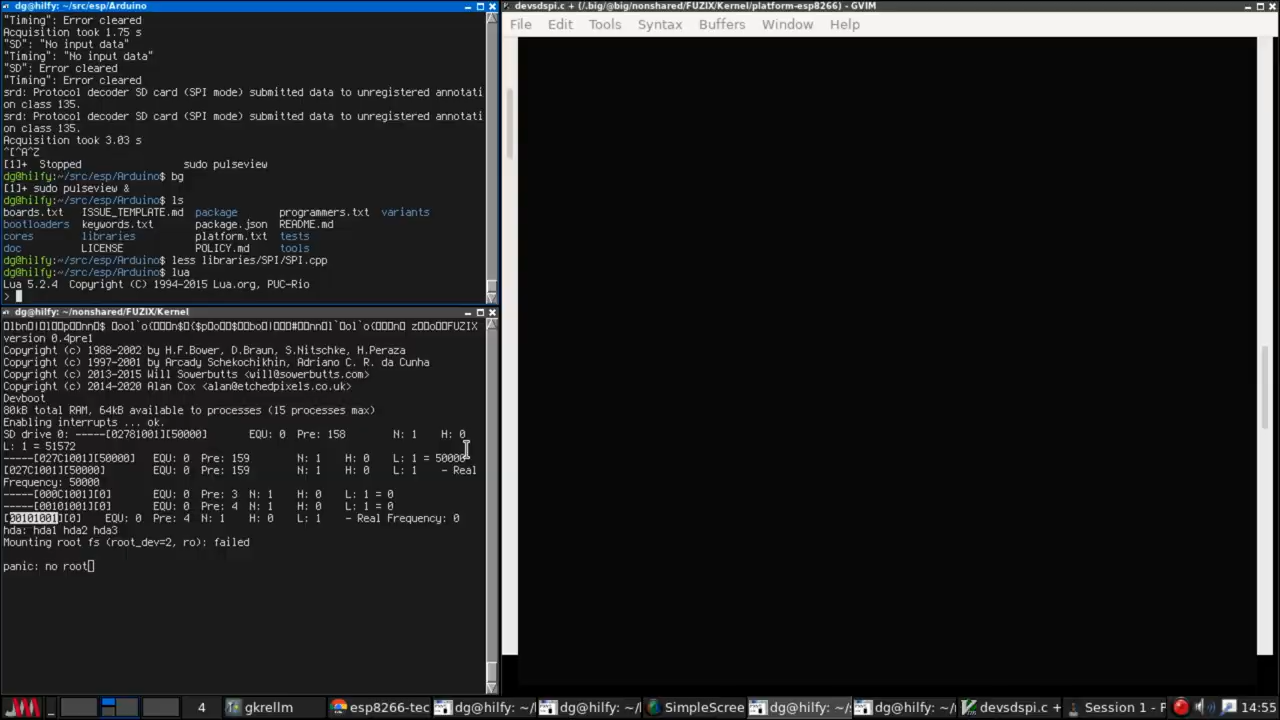 dg@hilfy: ~/src/esp/Arduino
"Timing": Error cleared
Acquisition took 1.75 s
"SD": "No input data"
"Timing": "No input data"
"SD": Error cleared
"Timing": Error cleared
srd: Protocol decoder SD card (SPI mode) submitted data to unregistered annotati
on class 135.
srd: Protocol decoder SD card (SPI mode) submitted data to unregistered annotati
on class 135.
Acquisition took 3.03 s
^[^A^Z
[1]+  Stopped                 sudo pulseview
dg@hilfy:~/src/esp/Arduino$ bg
[1]+ sudo pulseview &
dg@hilfy:~/src/esp/Arduino$ ls
boards.txt   ISSUE_TEMPLATE.md  package       programmers.txt  variants
bootloaders  keywords.txt       package.json  README.md
cores        libraries          platform.txt  tests
doc          LICENSE            POLICY.md     tools
dg@hilfy:~/src/esp/Arduino$ less libraries/SPI/SPI.cpp
dg@hilfy:~/src/esp/Arduino$ lua
Lua 5.2.4  Copyright (C) 1994-2015 Lua.org, PUC-Rio
>
dg@hilfy: ~/nonshared/FUZIX/Kernel
FUZIX
version 0.4pre1
Copyright (c) 1988-2002 by H.F.Bower, D.Braun, S.Nitschke, H.Peraza
Copyright (c) 1997-2001 by Arcady Schekochikhin, Adriano C. R. da Cunha
Copyright (c) 2013-2015 Will Sowerbutts <will@sowerbutts.com>
Copyright (c) 2014-2020 Alan Cox <alan@etchedpixels.co.uk>
Devboot
80kB total RAM, 64kB available to processes (15 processes max)
Enabling interrupts ... ok.
SD drive 0: -----[02781001][50000]       EQU: 0  Pre: 158        N: 1    H: 0
L: 1 = 51572
-----[027C1001][50000]   EQU: 0  Pre: 159        N: 1    H: 0    L: 1 = 50000
[027C1001][50000]        EQU: 0  Pre: 159        N: 1    H: 0    L: 1    - Real
Frequency: 50000
-----[000C1001][0]       EQU: 0  Pre: 3  N: 1    H: 0    L: 1 = 0
-----[00101001][0]       EQU: 0  Pre: 4  N: 1    H: 0    L: 1 = 0
[00101001][0]    EQU: 0  Pre: 4  N: 1    H: 0    L: 1    - Real Frequency: 0
hda: hda1 hda2 hda3
Mounting root fs (root_dev=2, ro): failed
panic: no root
devsdspi.c + (/.big/@big/nonshared/FUZIX/Kernel/platform-esp8266) - GVIM
File Edit Tools Syntax Buffers Window Help
4 gkrellm esp8266-tec dg@hilfy: ~/ dg@hilfy: ~/ SimpleScree dg@hilfy: ~/s dg@hilfy: ~/ devsdspi.c + Session 1 - P 14:55